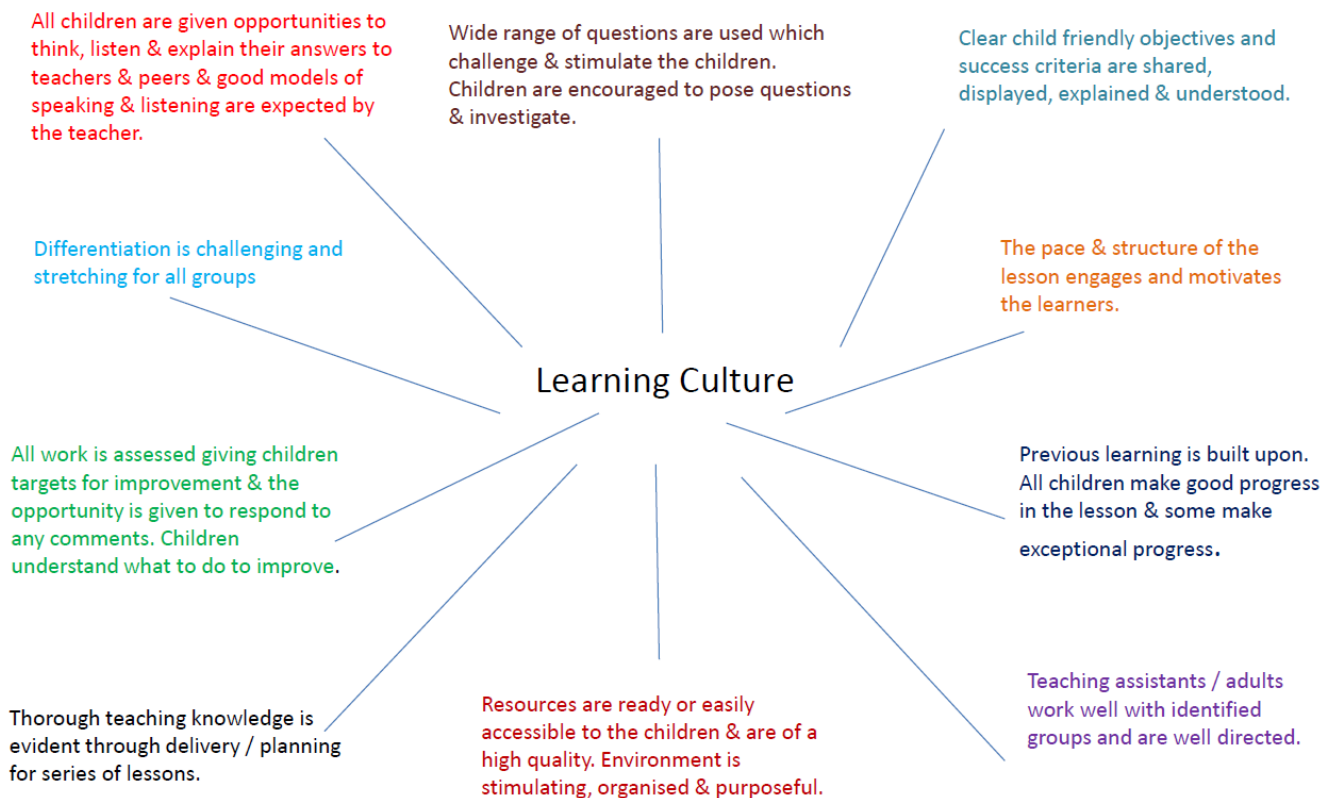 All children are given opportunities to
think, listen & explain their answers to
teachers & peers & good models of
speaking & listening are expected by
the teacher.
Wide range of questions are used which
challenge & stimulate the children.
Children are encouraged to pose questions
& investigate.
Clear child friendly objectives and
success criteria are shared,
displayed, explained & understood.
Differentiation is challenging and
stretching for all groups
The pace & structure of the
lesson engages and motivates
the learners.
Learning Culture
All work is assessed giving children
targets for improvement & the
opportunity is given to respond to
any comments. Children
understand what to do to improve.
Previous learning is built upon.
All children make good progress
in the lesson & some make
exceptional progress.
Thorough teaching knowledge is
evident through delivery / planning
for series of lessons.
Resources are ready or easily
accessible to the children & are of a
high quality. Environment is
stimulating, organised & purposeful.
Teaching assistants / adults
work well with identified
groups and are well directed.